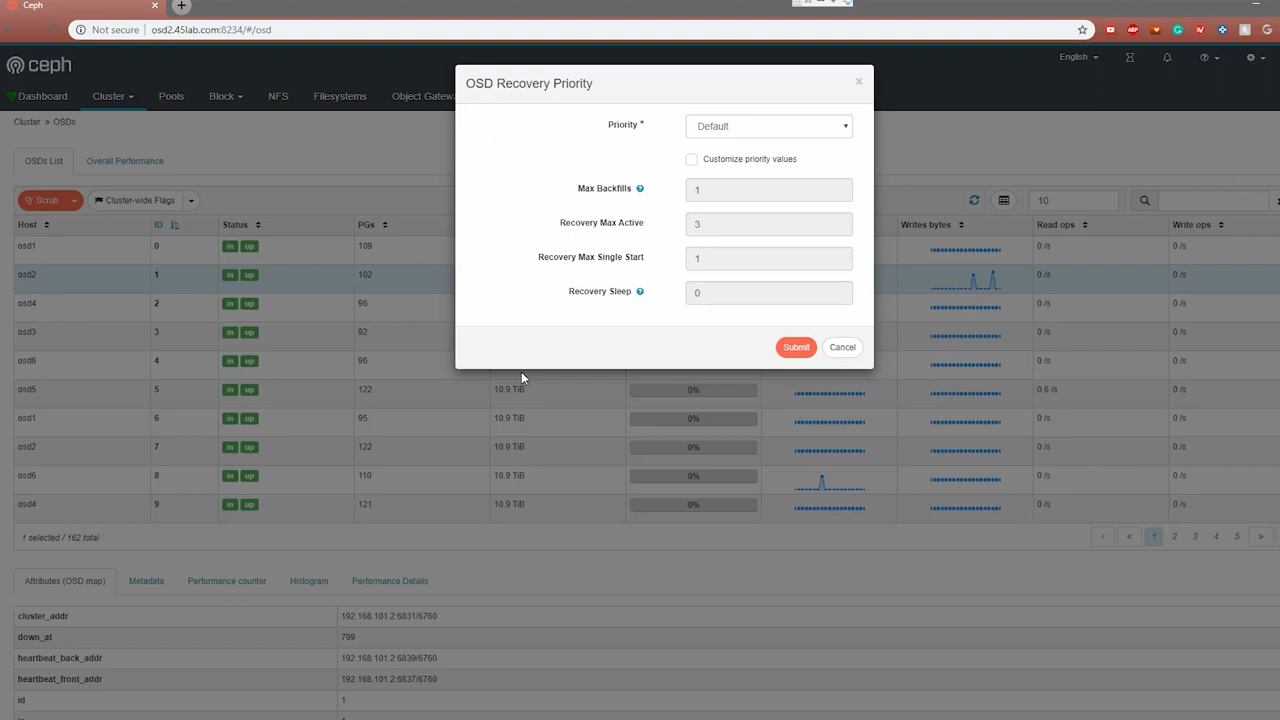 Ceph × +
Not secure osd2.45lab.com:8234/#/osd ABP
ceph English
Dashboard Cluster Pools Block NFS Filesystems Object
Cluster » OSDs
OSDs List Overall Performance
OSD Recovery Priority ×
Priority * Default
Customize priority values
Max Backfills 1
Recovery Max Active 3
Recovery Max Single Start 1
Recovery Sleep 0
Submit Cancel
Scrub Cluster-wide Flags 10
Host ID Status PGs Writes bytes Read ops Write ops
osd1 0 in up 109 0 /s 0 /s
osd2 1 in up 102 0 /s 0 /s
osd4 2 in up 96 0 /s 0 /s
osd3 3 in up 92 0 /s 0 /s
osd6 4 in up 96 0 /s 0 /s
osd5 5 in up 122 10.9 TiB 0% 0.6 /s 0 /s
osd1 6 in up 95 10.9 TiB 0% 0 /s 0 /s
osd2 7 in up 122 10.9 TiB 0% 0 /s 0 /s
osd6 8 in up 110 10.9 TiB 0% 0 /s 0 /s
osd4 9 in up 121 10.9 TiB 0% 0 /s 0 /s
1 selected / 162 total ‹ « 1 2 3 4 5 »
Attributes (OSD map) Metadata Performance counter Histogram Performance Details
cluster_addr 192.168.101.2:6831/6760
down_at 799
heartbeat_back_addr 192.168.101.2:6839/6760
heartbeat_front_addr 192.168.101.2:6837/6760
id 1